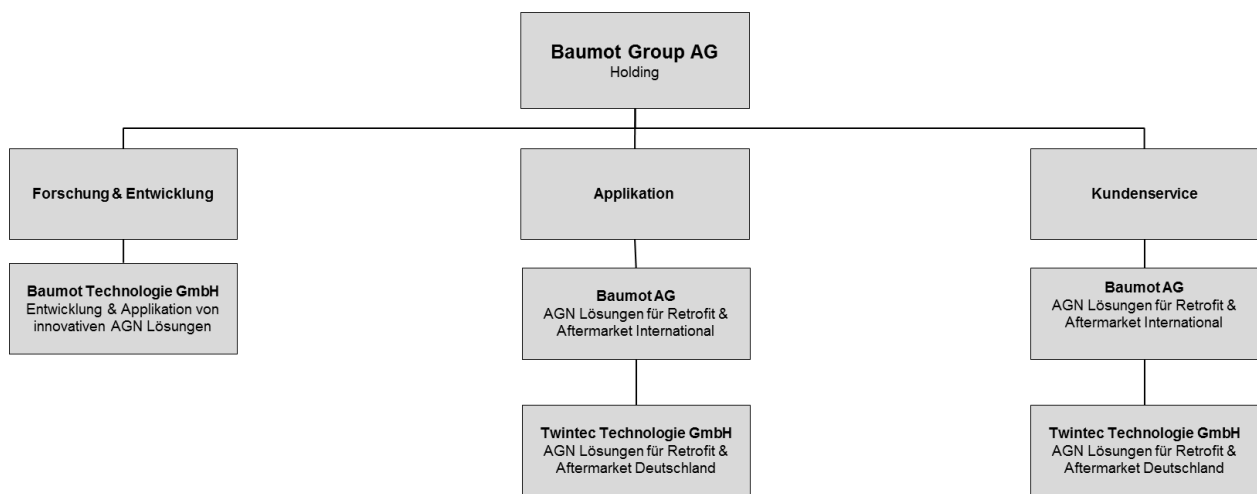 Baumot Group AG
Holding
Forschung & Entwicklung
Applikation
Kundenservice
Baumot Technologie GmbH
Entwicklung & Applikation von
innovativen AGN Lösungen
Baumot AG
AGN Lösungen für Retrofit &
Aftermarket International
Baumot AG
AGN Lösungen für Retrofit &
Aftermarket International
Twintec Technologie GmbH
AGN Lösungen für Retrofit &
Aftermarket Deutschland
Twintec Technologie GmbH
AGN Lösungen für Retrofit &
Aftermarket Deutschland